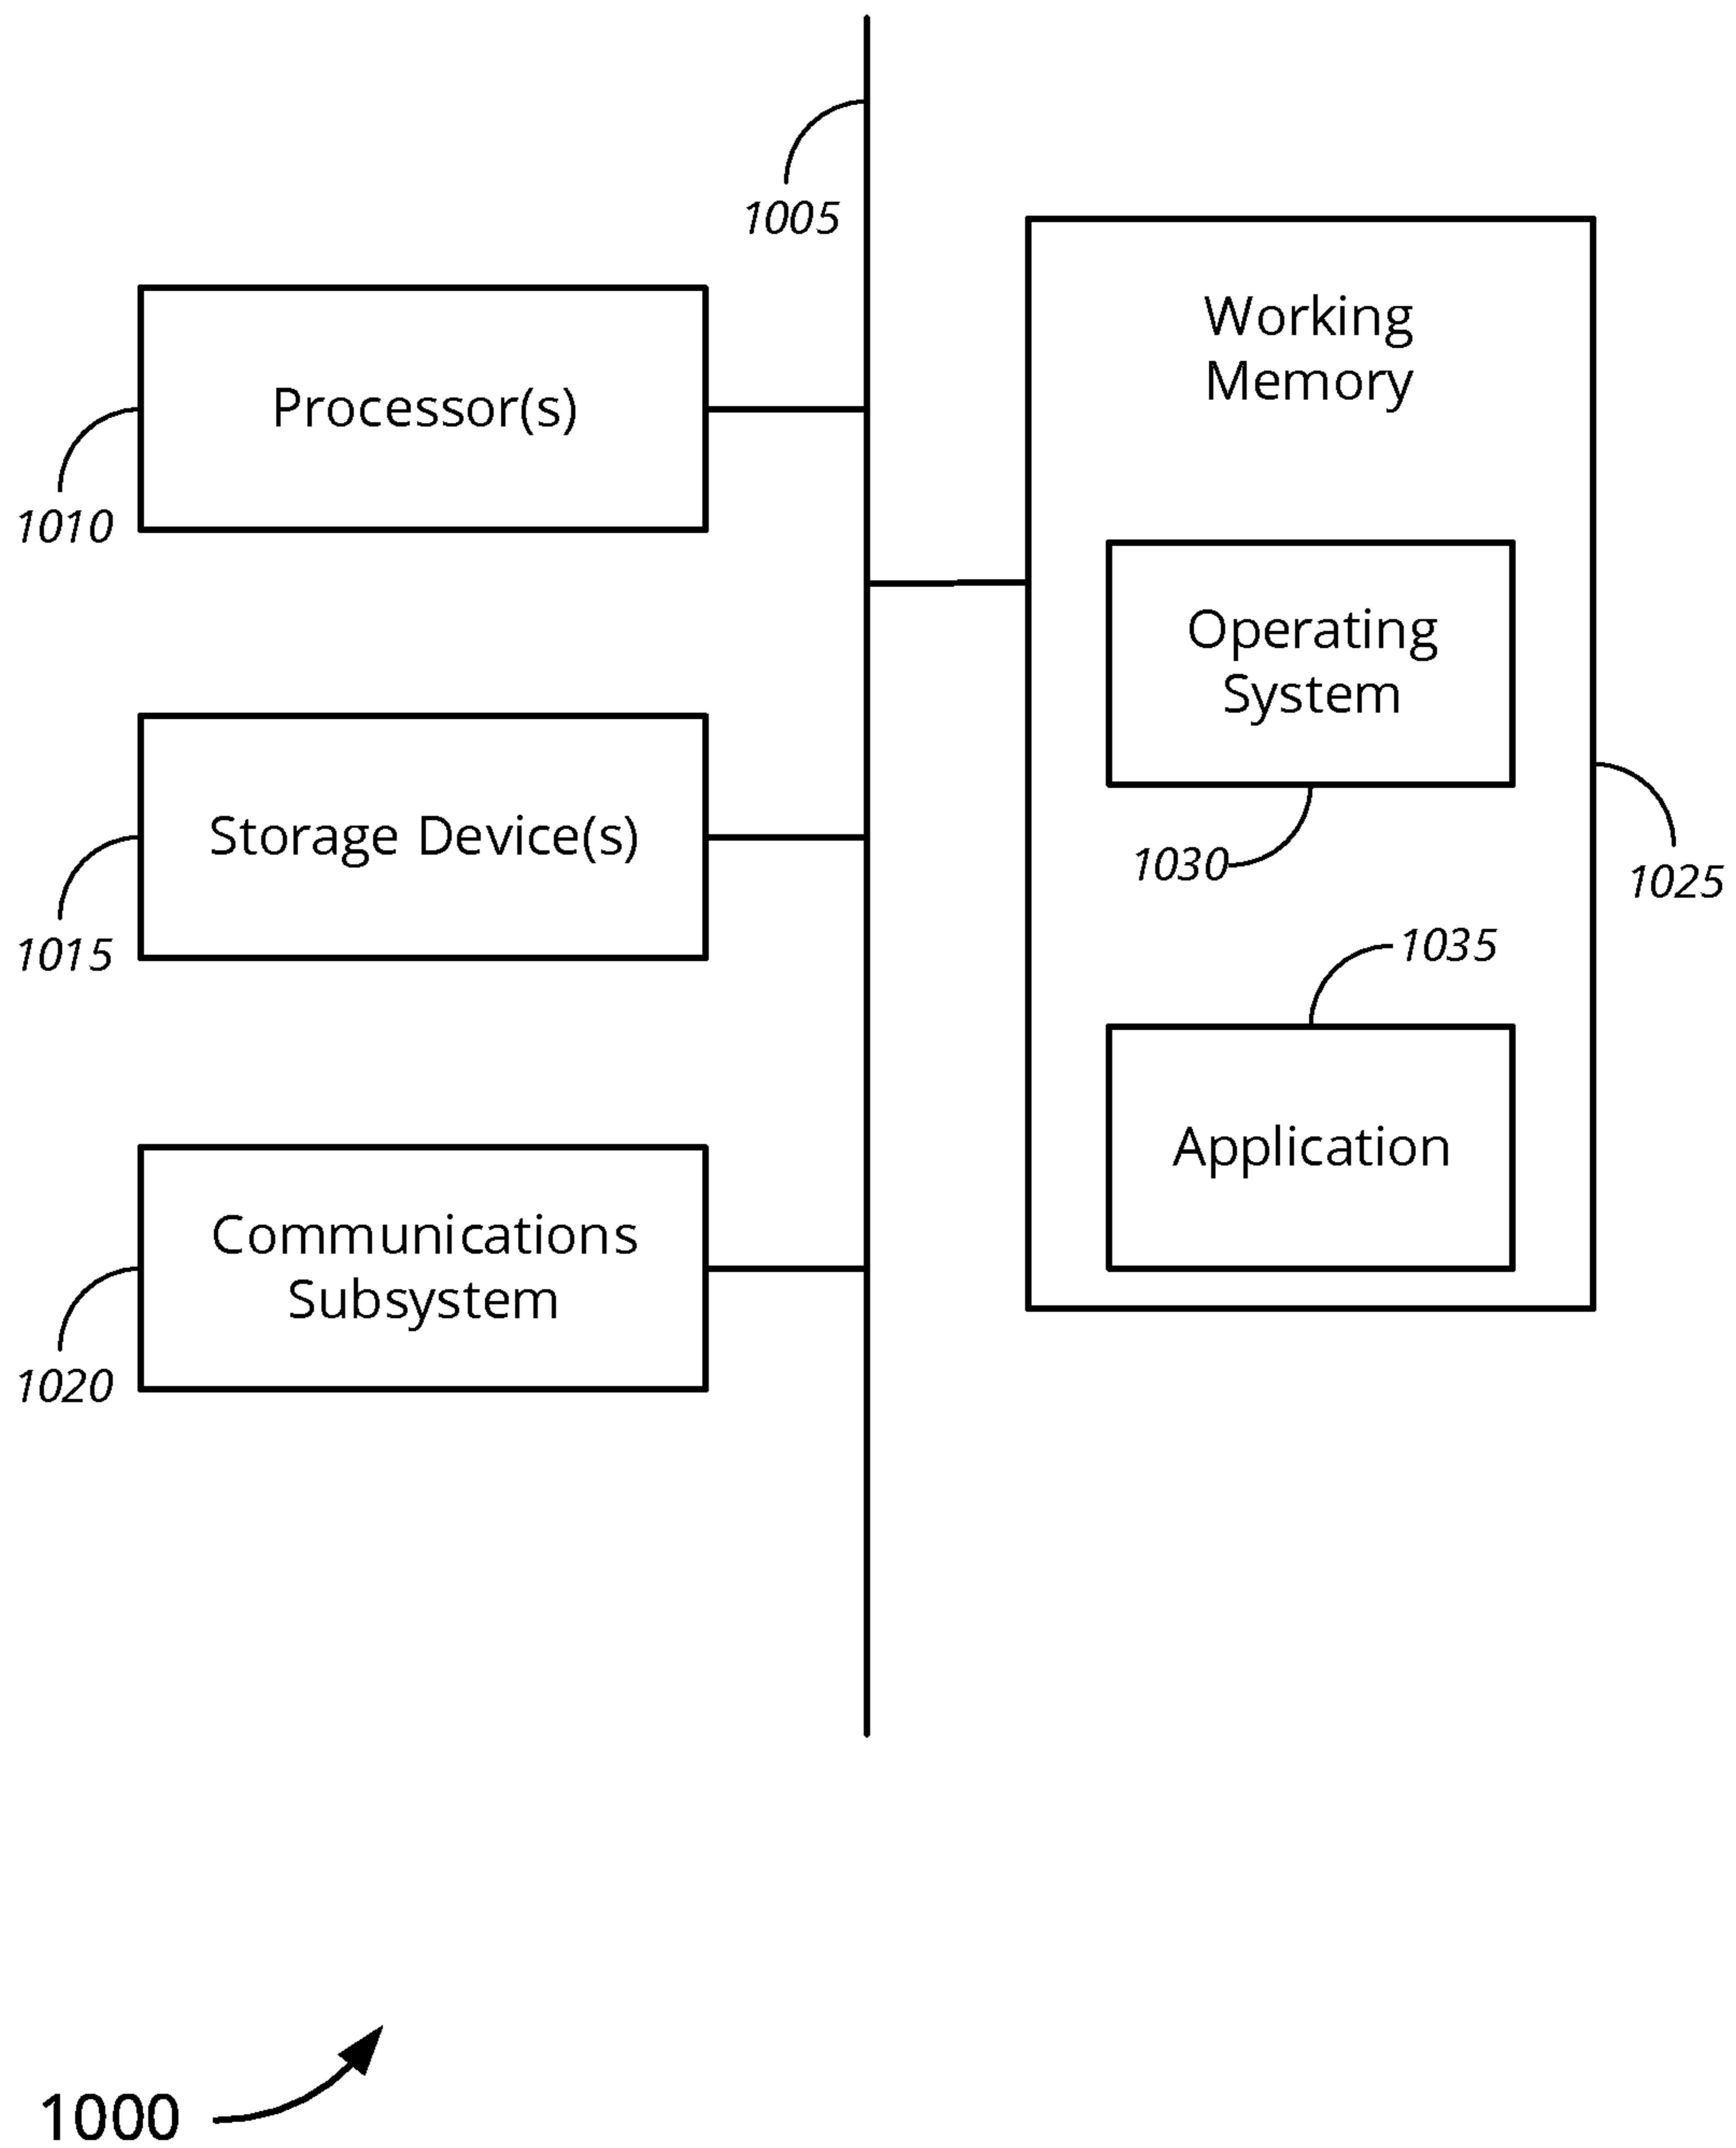 1005
Processor(s)
1010
Storage Device(s)
1015
Communications
Subsystem
1020
Working
Memory
Operating
System
1030
1025
1035
Application
1000